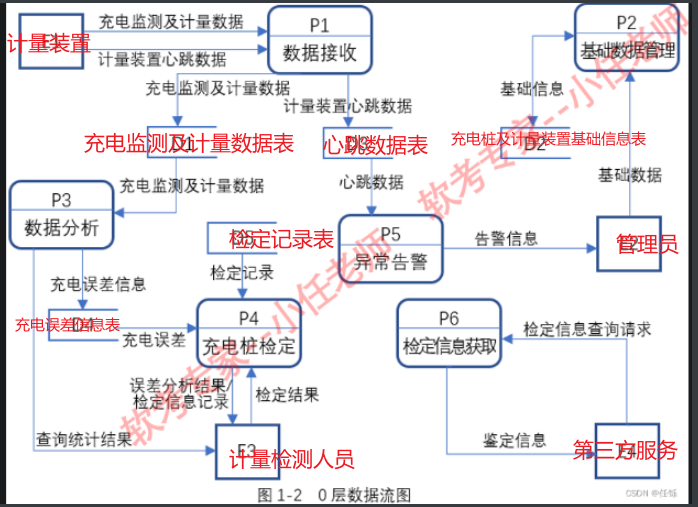 充电监测及计量数据
P1
P2
计量装置
数据接收
基础数据管理
计量装置心跳数据
充电监测及计量数据
基础信息
计量装置心跳数据
充电监测及计量数据表
D1
心跳数据表
充电桩及计量装置基础信息表
D2
充电监测及计量数据
心跳数据
基础数据
P3
数据分析
P5
异常告警
检定记录表
告警信息
管理员
检定记录
充电误差信息
充电误差信息表
D4
P4
充电桩检定
P6
检定信息获取
检定信息查询请求
充电误差
误差分析结果/
检定信息记录
检定结果
查询统计结果
E3
计量检测人员
鉴定信息
第三方服务
E4
图 1-2 0 层数据流图
软考专家--小任老师
软考专家--小任老师
CSDN @任烁